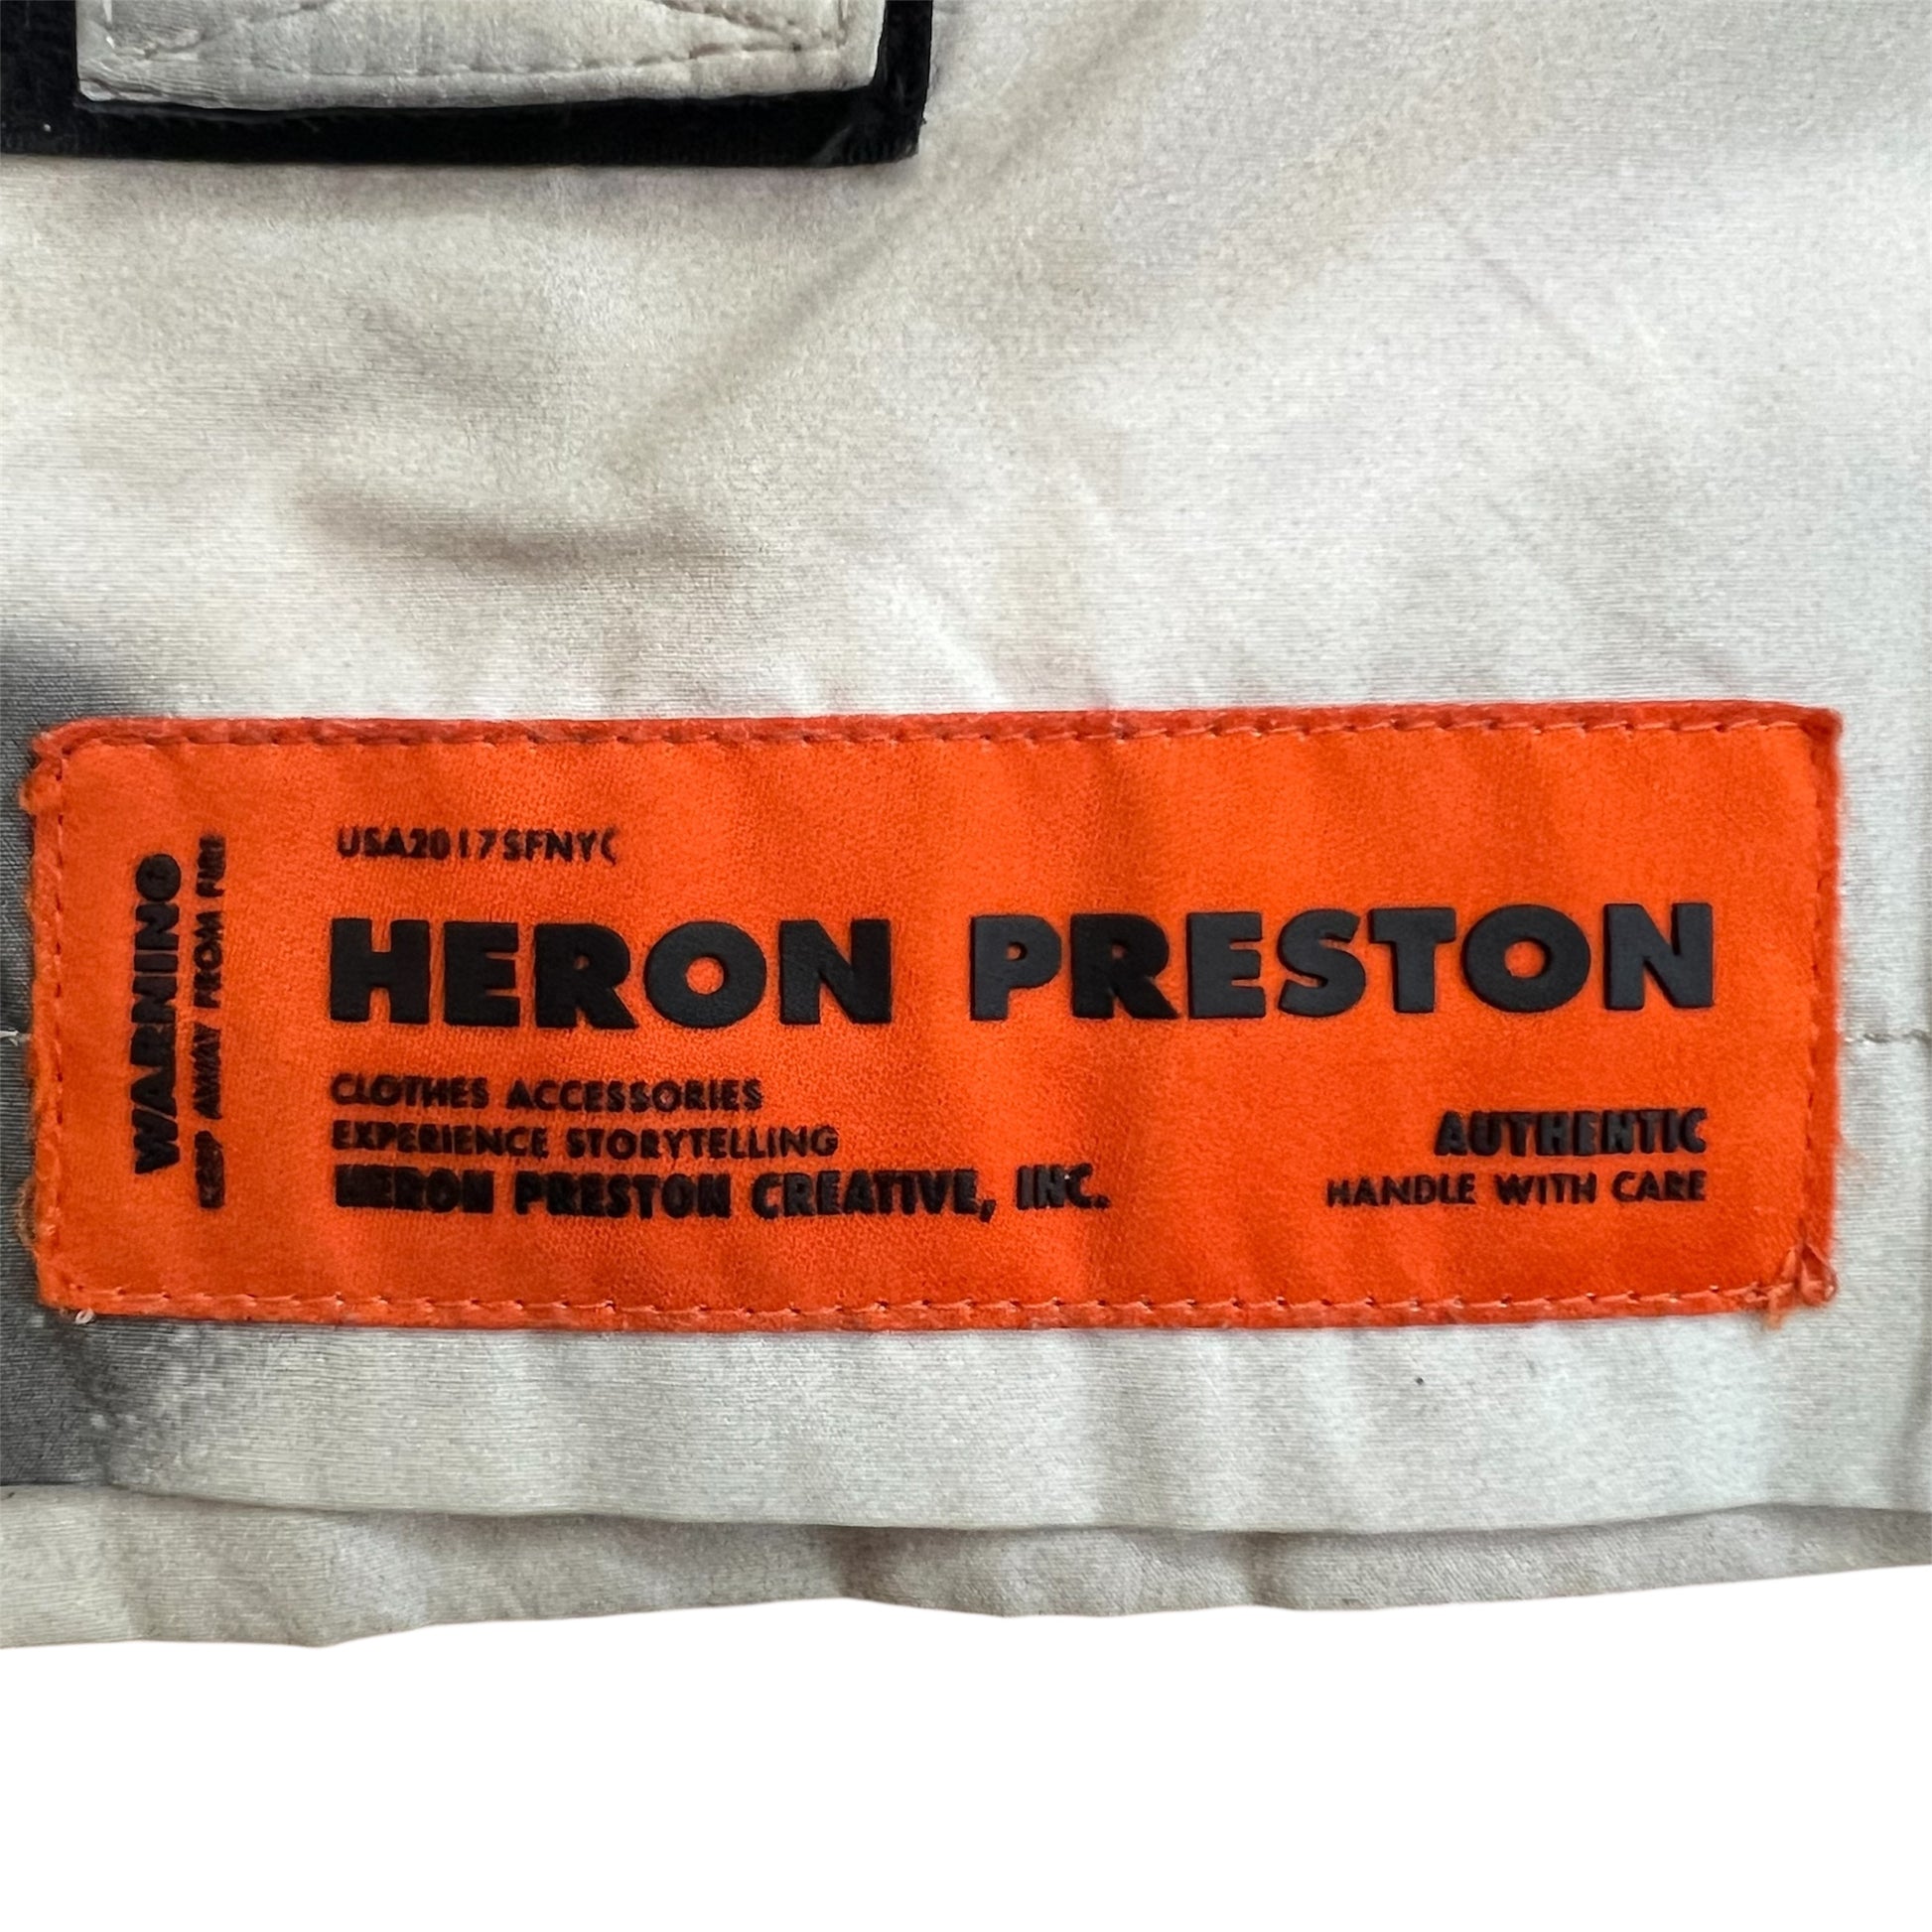 WARNING
KEEP AWAY FROM FIRE
USA2017SFNYC
HERON PRESTON
CLOTHES ACCESSORIES
EXPERIENCE STORYTELLING
HERON PRESTON CREATIVE, INC.
AUTHENTIC
HANDLE WITH CARE